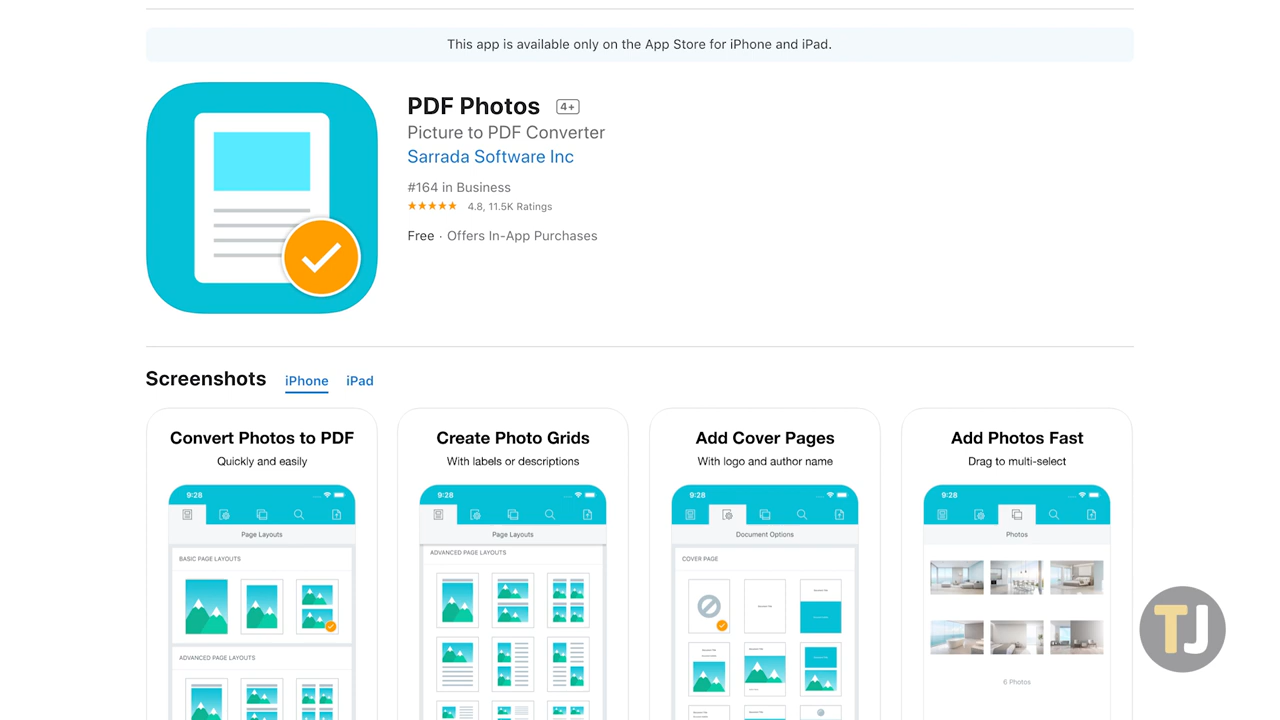 This app is available only on the App Store for iPhone and iPad.
PDF Photos 4+
Picture to PDF Converter
Sarrada Software Inc
#164 in Business
★★★★★ 4.8, 11.5K Ratings
Free · Offers In-App Purchases
Screenshots iPhone iPad
Convert Photos to PDF
Quickly and easily
9:28
Page Layouts
BASIC PAGE LAYOUTS
ADVANCED PAGE LAYOUTS
Create Photo Grids
With labels or descriptions
9:28
Page Layouts
ADVANCED PAGE LAYOUTS
Add Cover Pages
With logo and author name
9:28
Document Options
COVER PAGE
Add Photos Fast
Drag to multi-select
9:28
Photos
6 Photos
TJ